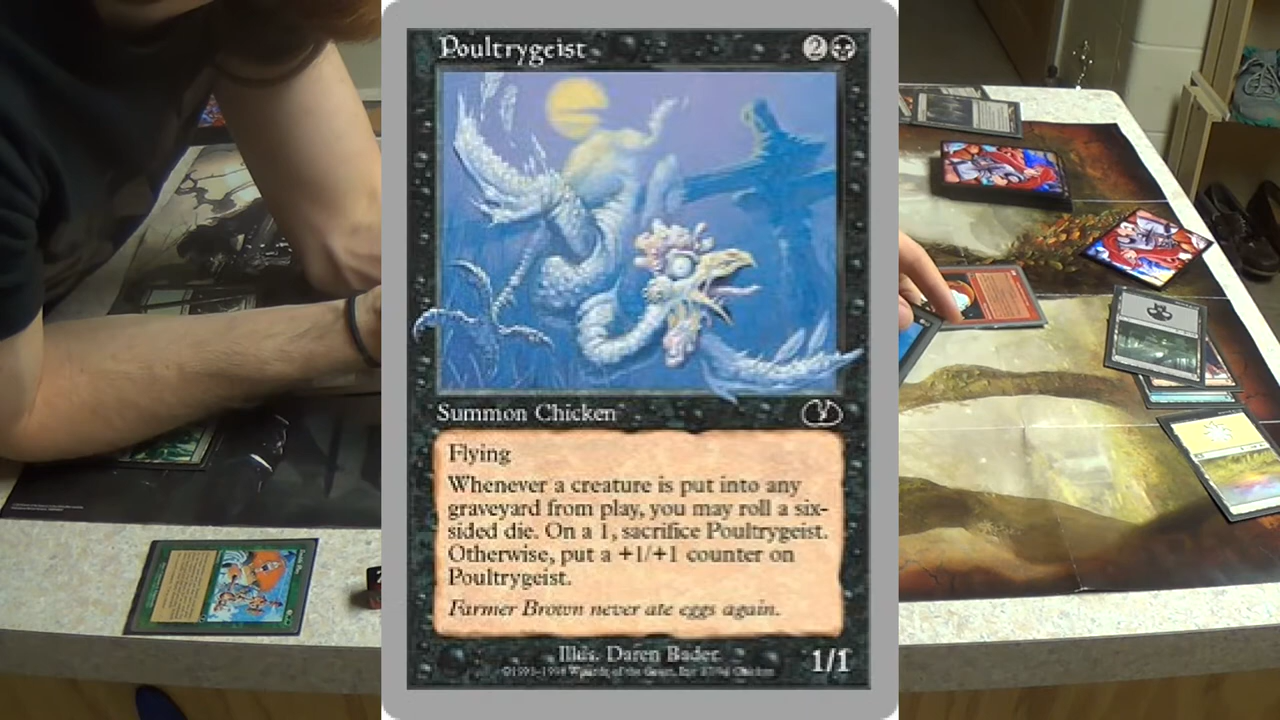 Poultrygeist
2
Summon Chicken
Flying
Whenever a creature is put into any
graveyard from play, you may roll a six-
sided die. On a 1, sacrifice Poultrygeist.
Otherwise, put a +1/+1 counter on
Poultrygeist.
Farmer Brown never ate eggs again.
Illus. Daren Bader
1/1